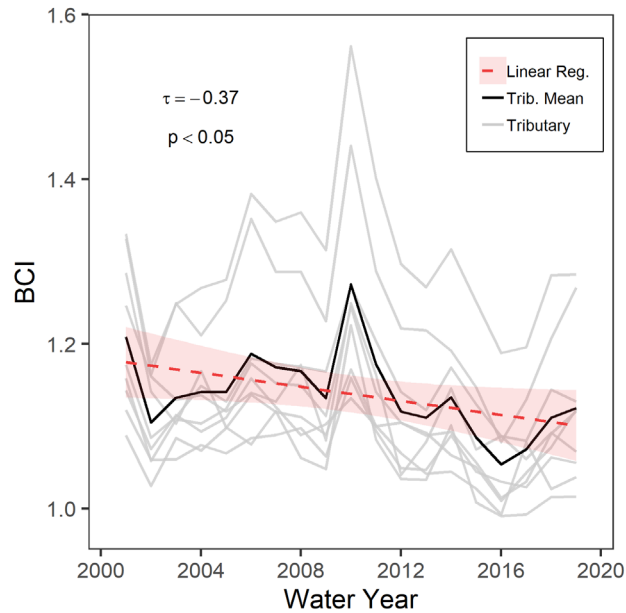 1.6
1.4
1.2
1.0
BCI
τ = −0.37
p < 0.05
Linear Reg.
Trib. Mean
Tributary
2000 2004 2008 2012 2016 2020
Water Year